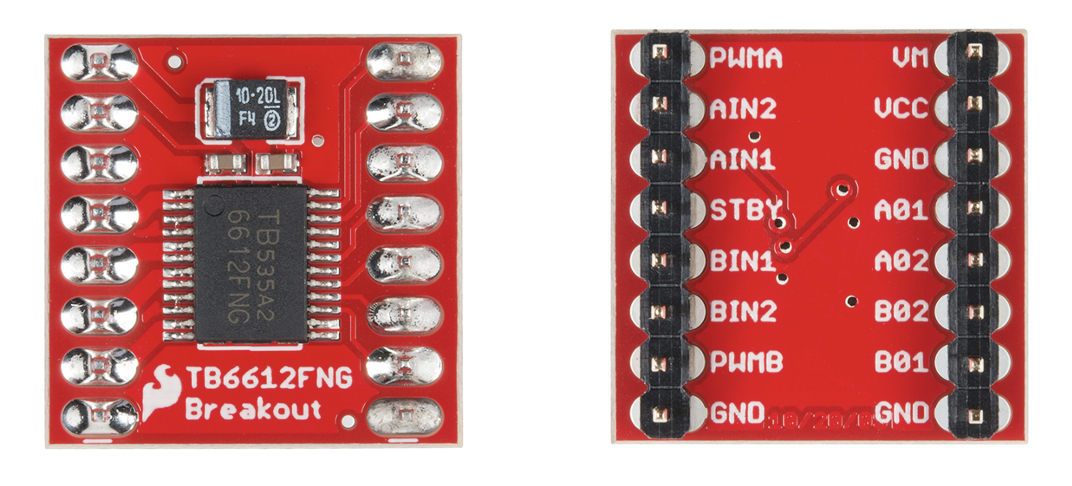 10-20L
F4 2
TB535A2
6612FNG
TB6612FNG
Breakout
PWMA VM
AIN2 VCC
AIN1 GND
STBY A01
BIN1 A02
BIN2 B02
PWMB B01
GND GND